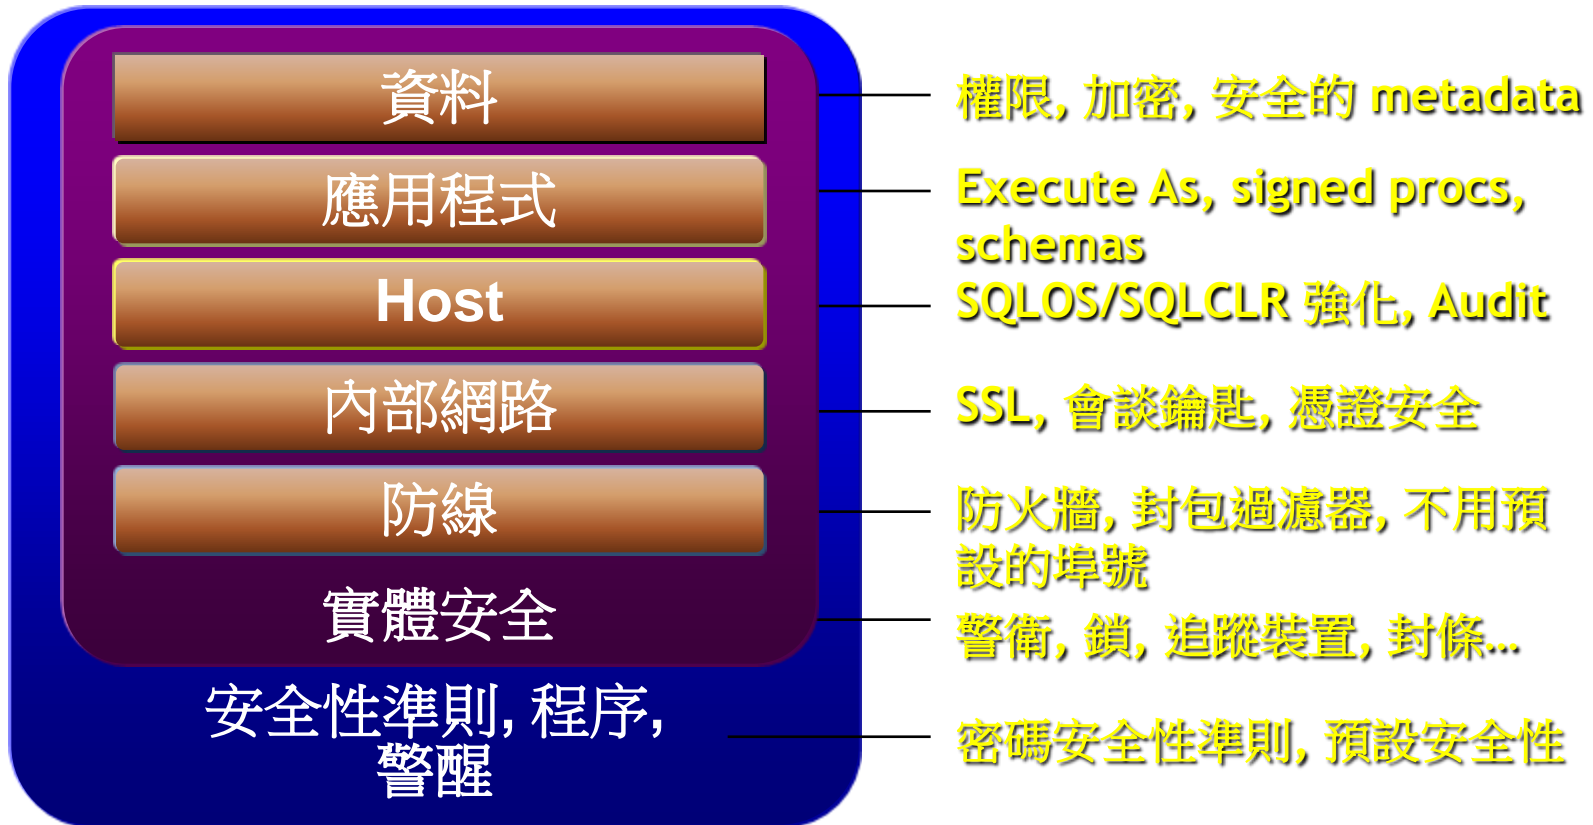 資料
權限, 加密, 安全的 metadata
應用程式
Execute As, signed procs,
schemas
Host
SQLOS/SQLCLR 強化, Audit
內部網路
SSL, 會談鑰匙, 憑證安全
防線
防火牆, 封包過濾器, 不用預
設的埠號
實體安全
警衛, 鎖, 追蹤裝置, 封條...
安全性準則, 程序,
警醒
密碼安全性準則, 預設安全性